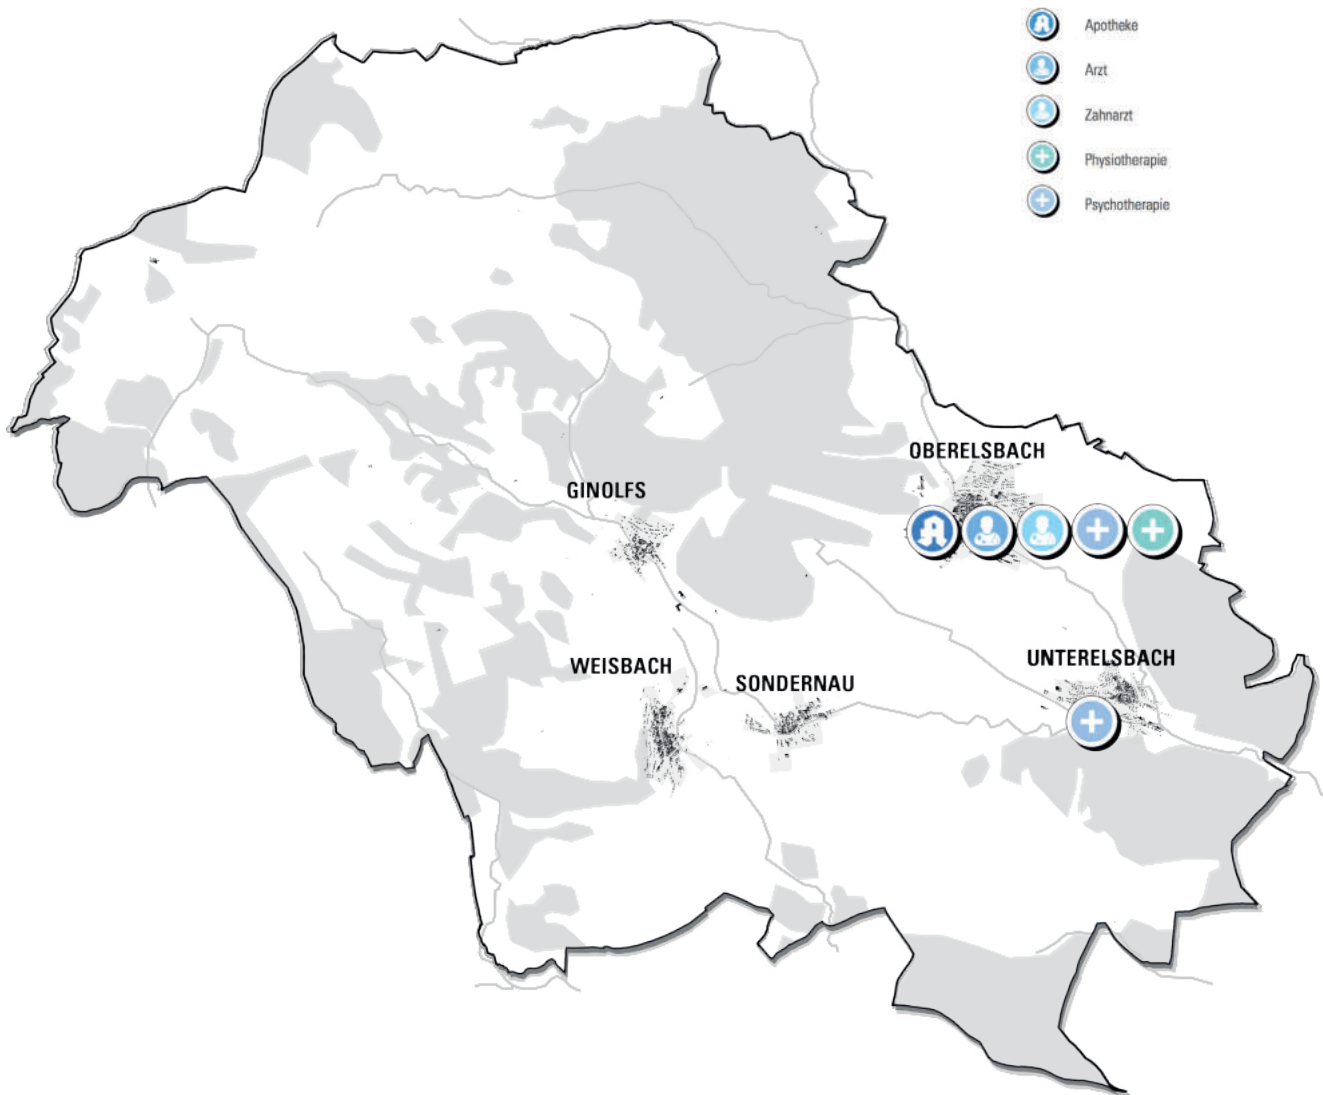 Apotheke
Arzt
Zahnarzt
Physiotherapie
Psychotherapie
OBERELSBACH
GINOLFS
WEISBACH
SONDERNAU
UNTERELSBACH